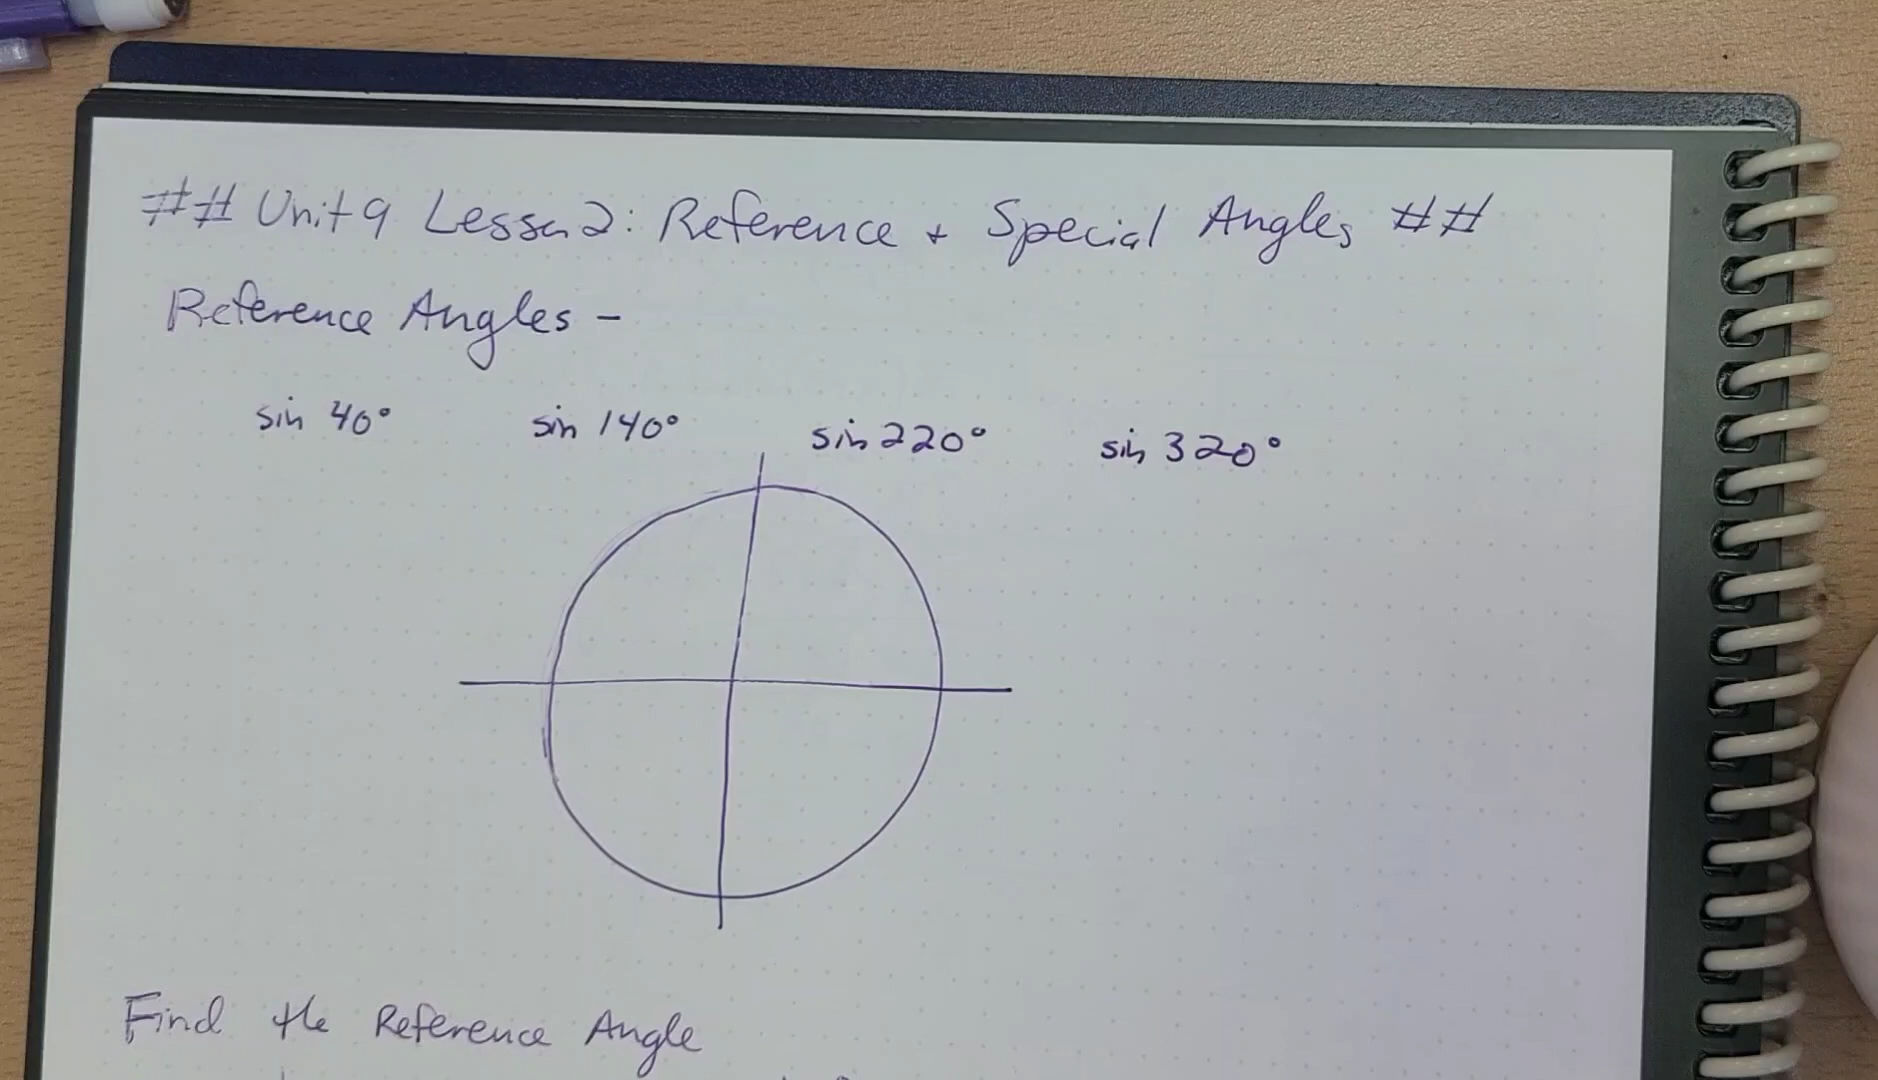 ## Unit 9 Lesson 2: Reference + Special Angles ##
Reference Angles -
sin 40° sin 140° sin 220° sin 320°
Find the Reference Angle